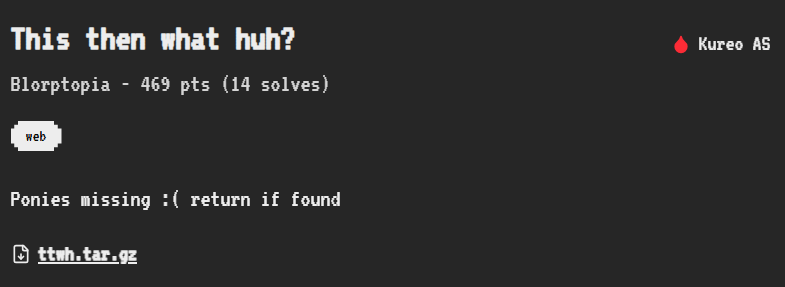 This then what huh?
Kureo AS
Blorptopia - 469 pts (14 solves)
web
Ponies missing :( return if found
ttwh.tar.gz